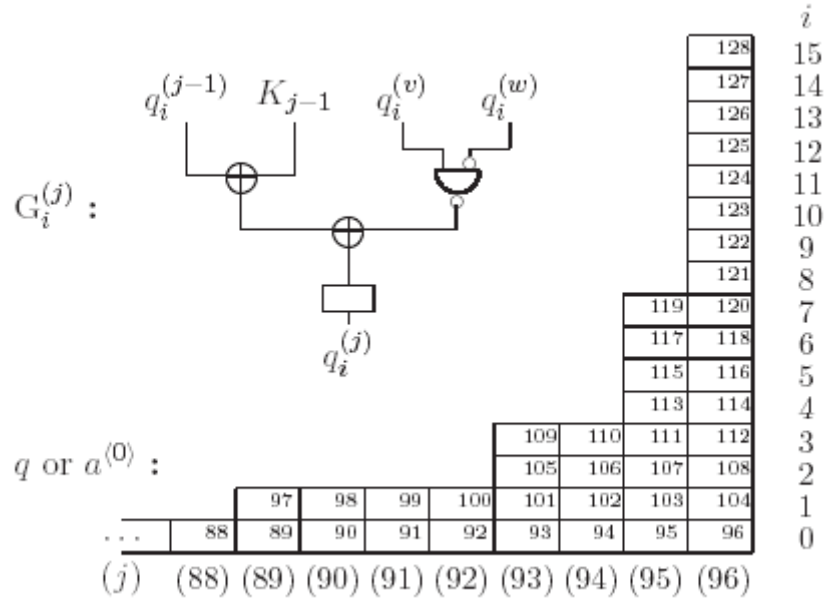 i
128 15
q_i^{(j−1)} K_{j−1} q_i^{(v)} q_i^{(w)} 127 14
126 13
125 12
124 11
G_i^{(j)} : 123 10
122 9
121 8
119 120 7
q_i^{(j)} 117 118 6
115 116 5
113 114 4
109 110 111 112 3
q or a^{⟨0⟩} : 105 106 107 108 2
97 98 99 100 101 102 103 104 1
... 88 89 90 91 92 93 94 95 96 0
(j) (88) (89) (90) (91) (92) (93) (94) (95) (96)